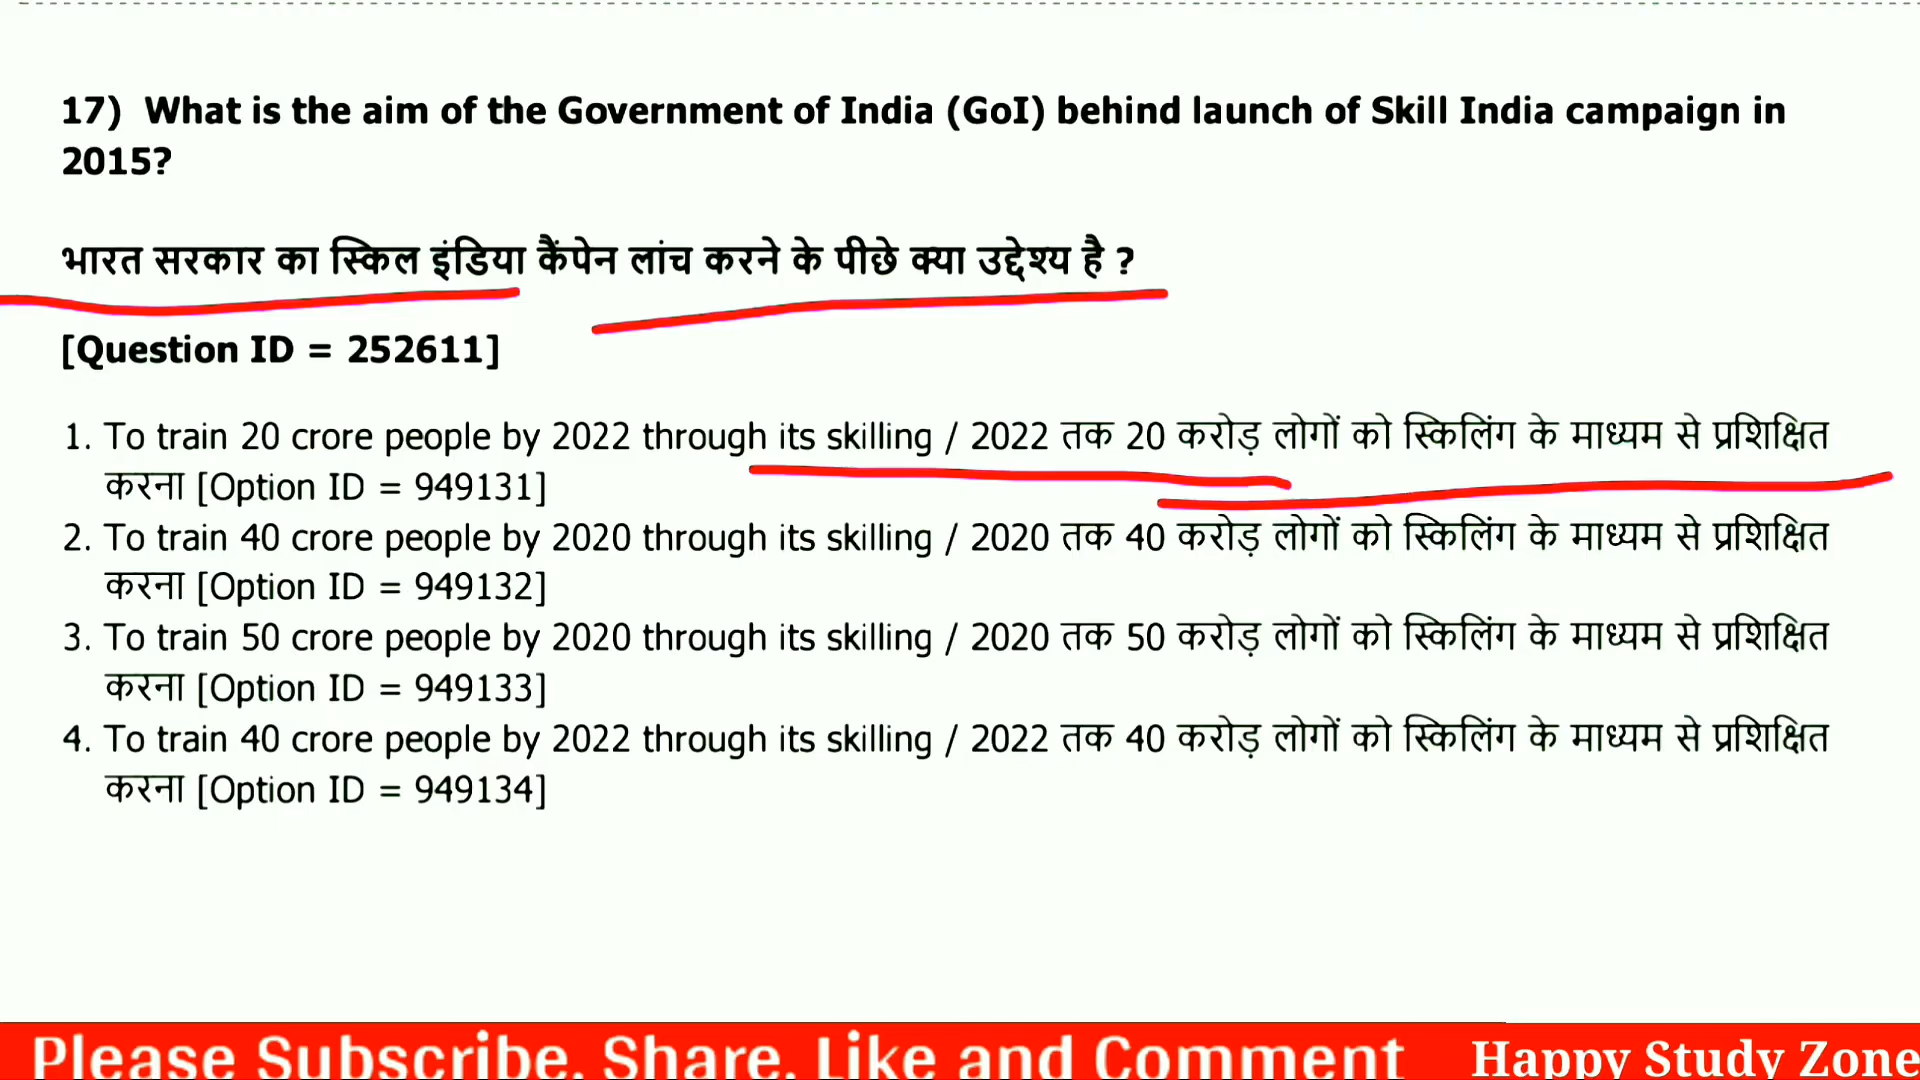 17) What is the aim of the Government of India (GoI) behind launch of Skill India campaign in
2015?
भारत सरकार का स्किल इंडिया कैंपेन लांच करने के पीछे क्या उद्देश्य है ?
[Question ID = 252611]
1. To train 20 crore people by 2022 through its skilling / 2022 तक 20 करोड़ लोगों को स्किलिंग के माध्यम से प्रशिक्षित
करना [Option ID = 949131]
2. To train 40 crore people by 2020 through its skilling / 2020 तक 40 करोड़ लोगों को स्किलिंग के माध्यम से प्रशिक्षित
करना [Option ID = 949132]
3. To train 50 crore people by 2020 through its skilling / 2020 तक 50 करोड़ लोगों को स्किलिंग के माध्यम से प्रशिक्षित
करना [Option ID = 949133]
4. To train 40 crore people by 2022 through its skilling / 2022 तक 40 करोड़ लोगों को स्किलिंग के माध्यम से प्रशिक्षित
करना [Option ID = 949134]
Please Subscribe, Share, Like and Comment Happy Study Zone